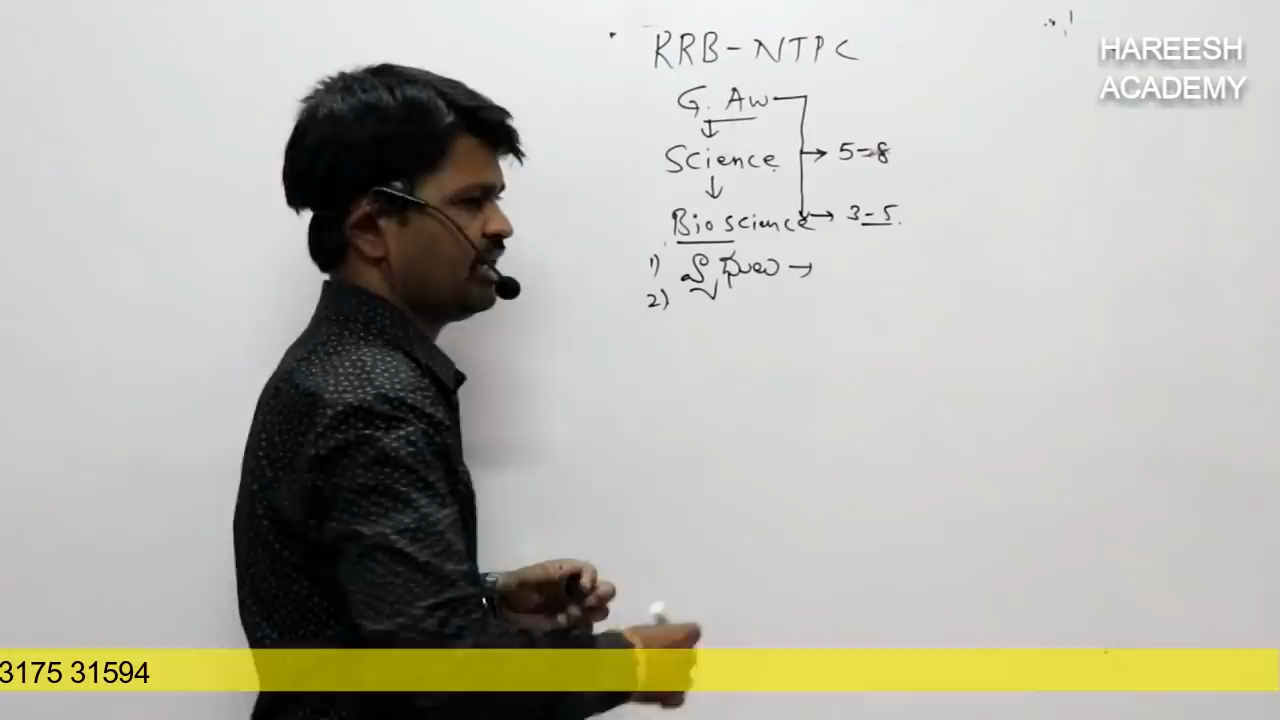 RRB-NTPC
HAREESH
ACADEMY
G. Aw
Science → 5-8
Bio science → 3-5.
1) వ్యాధులు →
2)
3175 31594